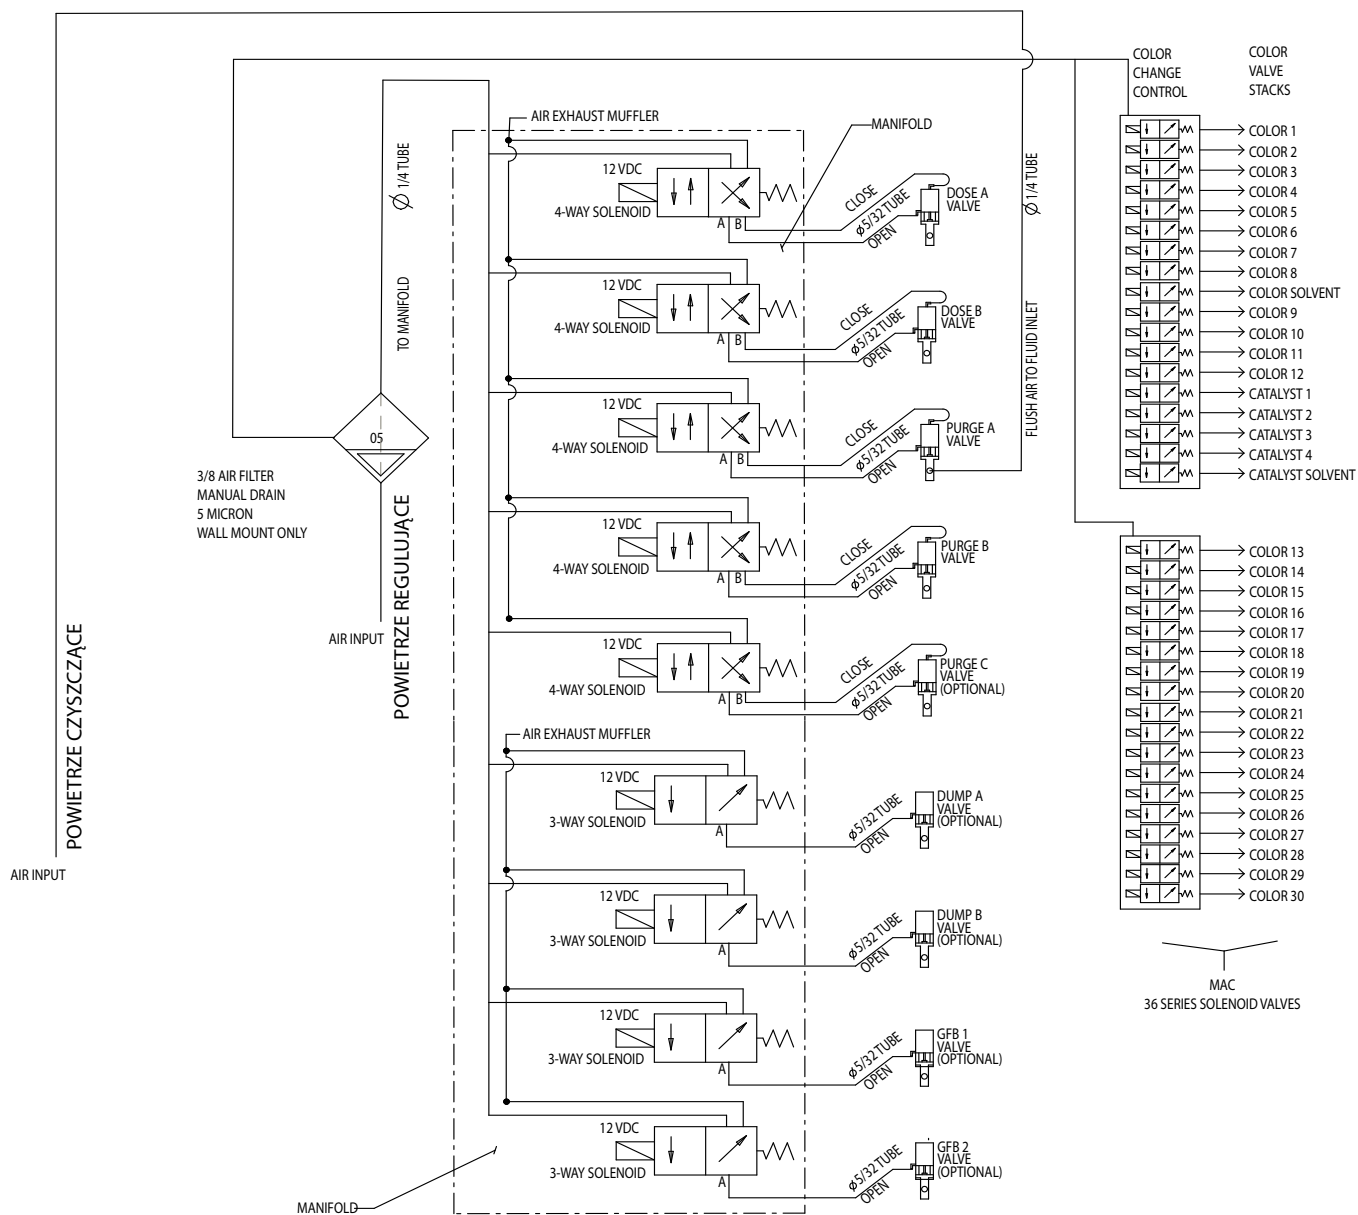 COLOR
CHANGE
CONTROL
COLOR
VALVE
STACKS
AIR EXHAUST MUFFLER
MANIFOLD
Ø 1/4 TUBE
TO MANIFOLD
Ø 1/4 TUBE
FLUSH AIR TO FLUID INLET
12 VDC
4-WAY SOLENOID
A B
CLOSE
ø5/32 TUBE
OPEN
DOSE A
VALVE
12 VDC
4-WAY SOLENOID
A B
CLOSE
ø5/32 TUBE
OPEN
DOSE B
VALVE
12 VDC
4-WAY SOLENOID
A B
CLOSE
ø5/32 TUBE
OPEN
PURGE A
VALVE
12 VDC
4-WAY SOLENOID
A B
CLOSE
ø5/32 TUBE
OPEN
PURGE B
VALVE
12 VDC
4-WAY SOLENOID
A B
CLOSE
ø5/32 TUBE
OPEN
PURGE C
VALVE
(OPTIONAL)
AIR EXHAUST MUFFLER
12 VDC
3-WAY SOLENOID
A
ø5/32 TUBE
OPEN
DUMP A
VALVE
(OPTIONAL)
12 VDC
3-WAY SOLENOID
A
ø5/32 TUBE
OPEN
DUMP B
VALVE
(OPTIONAL)
12 VDC
3-WAY SOLENOID
A
ø5/32 TUBE
OPEN
GFB 1
VALVE
(OPTIONAL)
12 VDC
3-WAY SOLENOID
A
ø5/32 TUBE
OPEN
GFB 2
VALVE
(OPTIONAL)
MANIFOLD
05
3/8 AIR FILTER
MANUAL DRAIN
5 MICRON
WALL MOUNT ONLY
AIR INPUT
POWIETRZE REGULUJĄCE
POWIETRZE CZYSZCZĄCE
AIR INPUT
COLOR 1
COLOR 2
COLOR 3
COLOR 4
COLOR 5
COLOR 6
COLOR 7
COLOR 8
COLOR SOLVENT
COLOR 9
COLOR 10
COLOR 11
COLOR 12
CATALYST 1
CATALYST 2
CATALYST 3
CATALYST 4
CATALYST SOLVENT
COLOR 13
COLOR 14
COLOR 15
COLOR 16
COLOR 17
COLOR 18
COLOR 19
COLOR 20
COLOR 21
COLOR 22
COLOR 23
COLOR 24
COLOR 25
COLOR 26
COLOR 27
COLOR 28
COLOR 29
COLOR 30
MAC
36 SERIES SOLENOID VALVES